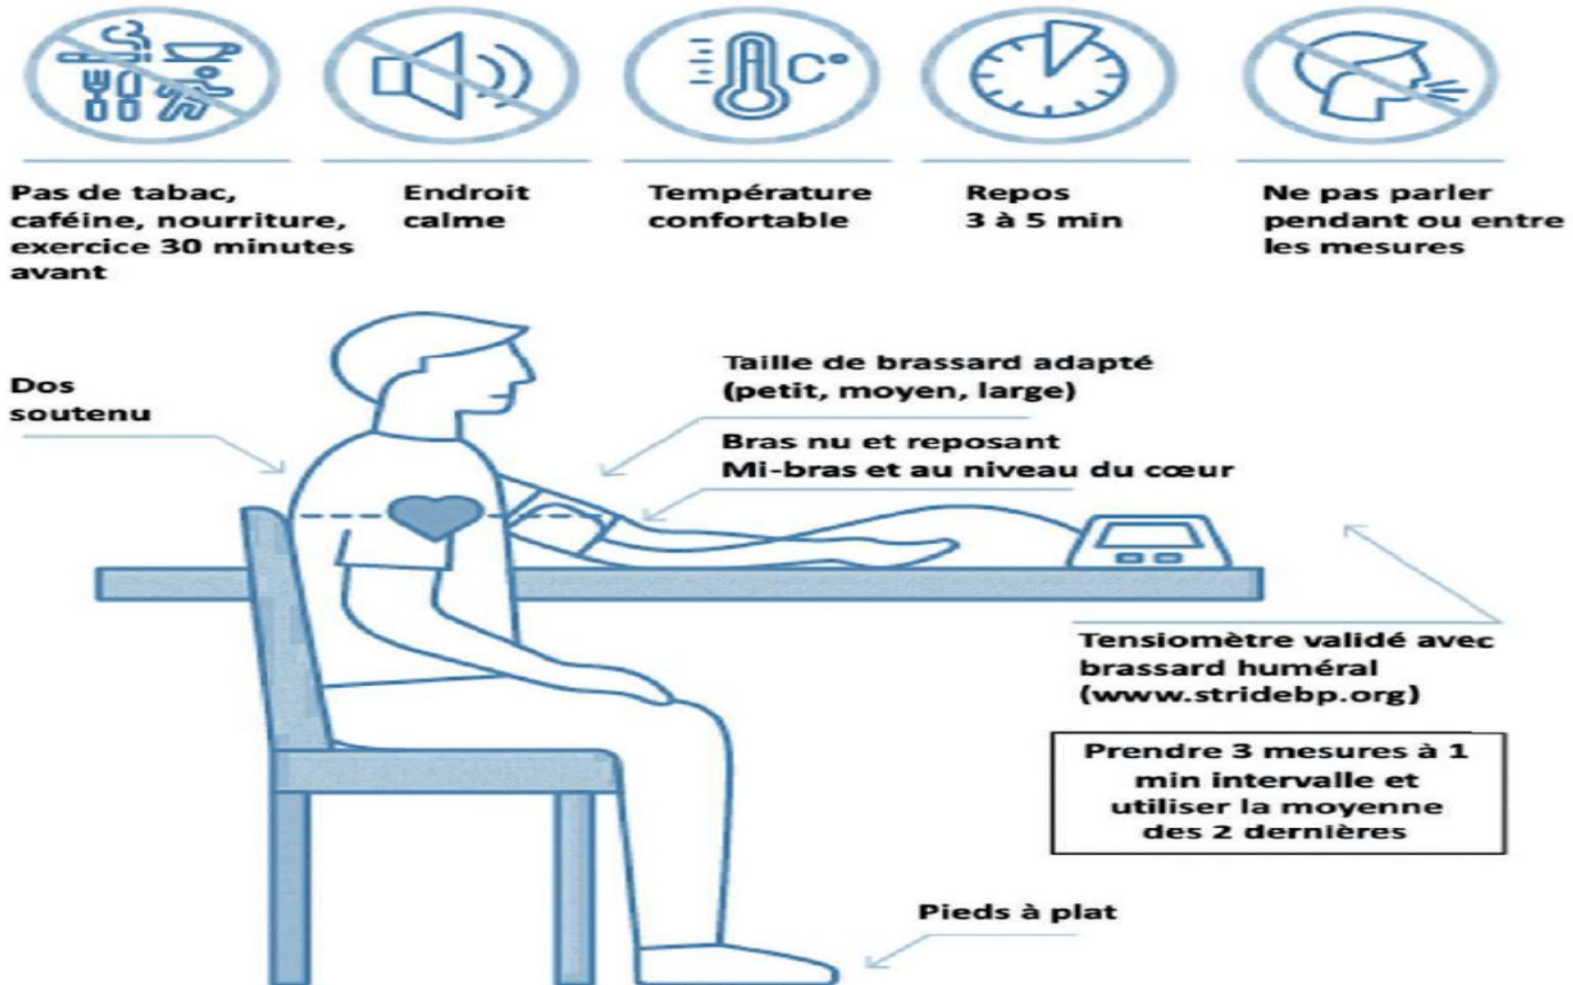 C°
Pas de tabac,
caféine, nourriture,
exercice 30 minutes
avant
Endroit
calme
Température
confortable
Repos
3 à 5 min
Ne pas parler
pendant ou entre
les mesures
Dos
soutenu
Taille de brassard adapté
(petit, moyen, large)
Bras nu et reposant
Mi-bras et au niveau du cœur
Tensiomètre validé avec
brassard huméral
(www.stridebp.org)
Prendre 3 mesures à 1
min intervalle et
utiliser la moyenne
des 2 dernières
Pieds à plat